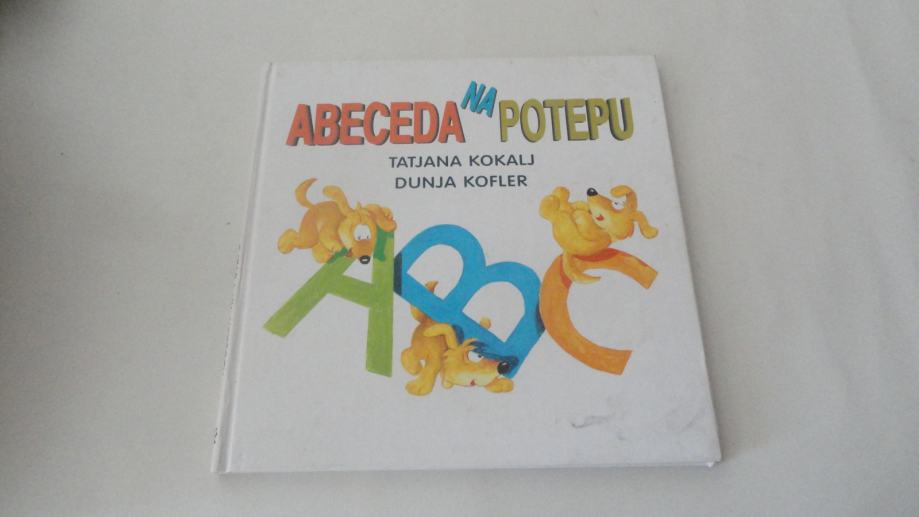 ABECEDA NA POTEPU
TATJANA KOKALJ
DUNJA KOFLER
ABC